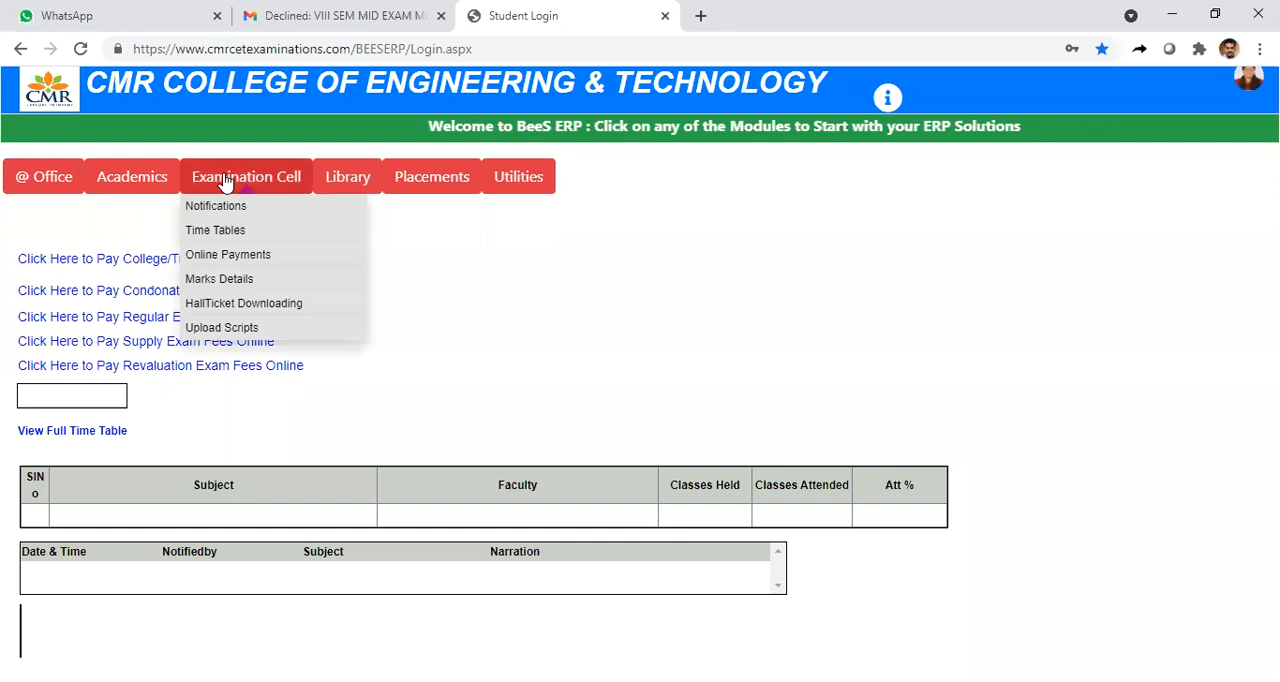 WhatsApp
Declined: VIII SEM MID EXAM MA
Student Login
https://www.cmrcetexaminations.com/BEESERP/Login.aspx
CMR
CMR COLLEGE OF ENGINEERING & TECHNOLOGY
i
Welcome to BeeS ERP : Click on any of the Modules to Start with your ERP Solutions
@ Office Academics Examination Cell Library Placements Utilities
Notifications
Time Tables
Online Payments
Marks Details
HallTicket Downloading
Upload Scripts
Click Here to Pay College/T
Click Here to Pay Condonat
Click Here to Pay Regular E
Click Here to Pay Supply Exam Fees Online
Click Here to Pay Revaluation Exam Fees Online
View Full Time Table
SlNo Subject Faculty Classes Held Classes Attended Att %
Date & Time Notifiedby Subject Narration